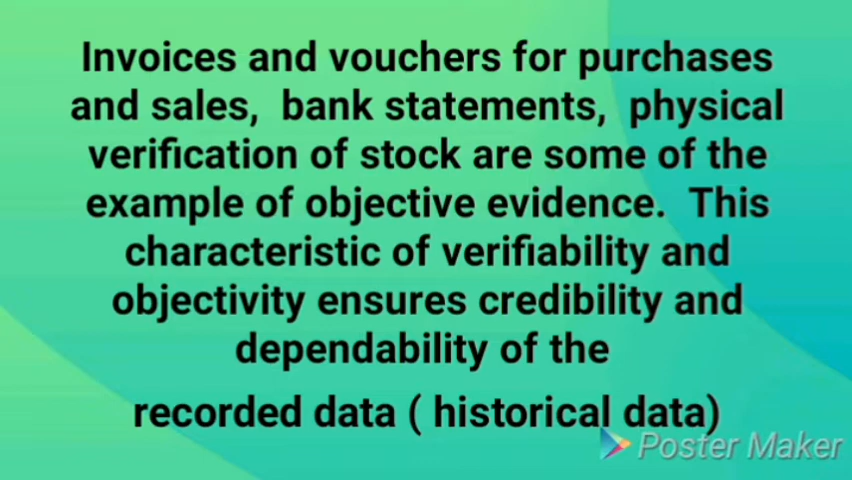 Invoices and vouchers for purchases
and sales, bank statements, physical
verification of stock are some of the
example of objective evidence. This
characteristic of verifiability and
objectivity ensures credibility and
dependability of the
recorded data ( historical data)
Poster Maker